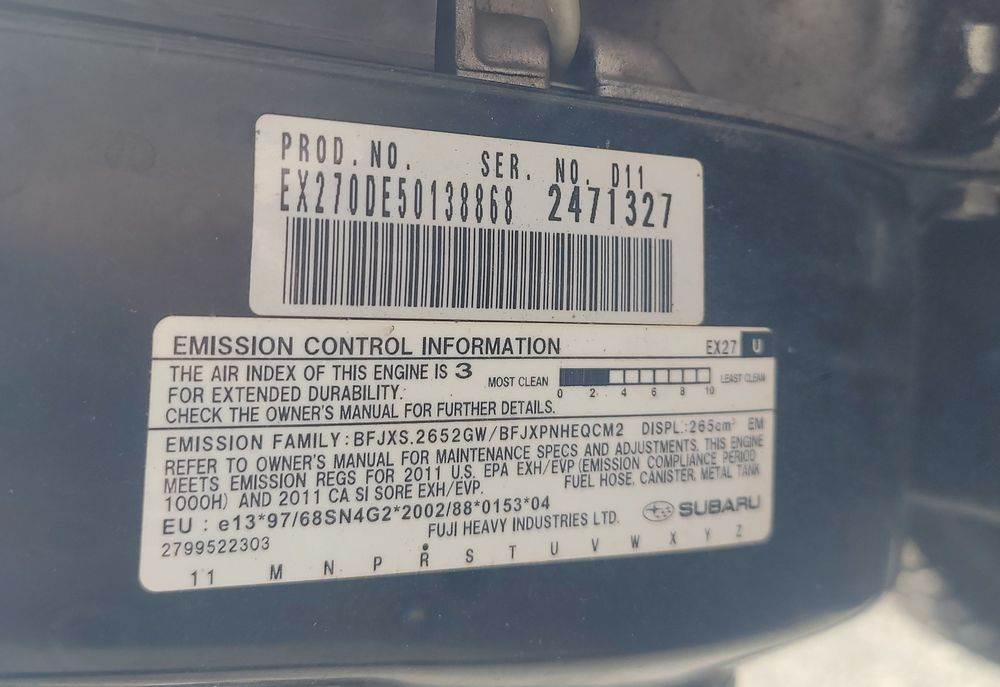 PROD. NO. SER. NO. D11
EX270DE50138868 2471327
EMISSION CONTROL INFORMATION EX27 U
THE AIR INDEX OF THIS ENGINE IS 3
FOR EXTENDED DURABILITY.
CHECK THE OWNER'S MANUAL FOR FURTHER DETAILS.
MOST CLEAN 0 2 4 6 8 10 LEAST CLEAN
EMISSION FAMILY: BFJXS.2652GW/BFJXPNHEQCM2 DISPL.:265cm³ EM
REFER TO OWNER'S MANUAL FOR MAINTENANCE SPECS AND ADJUSTMENTS. THIS ENGINE
MEETS EMISSION REGS FOR 2011 U.S. EPA EXH/EVP (EMISSION COMPLIANCE PERIOD
1000H) AND 2011 CA SI SORE EXH/EVP. FUEL HOSE, CANISTER, METAL TANK
EU : e13*97/68SN4G2*2002/88*0153*04 SUBARU
2799522303 FUJI HEAVY INDUSTRIES LTD.
11 M N P R S T U V W X Y Z